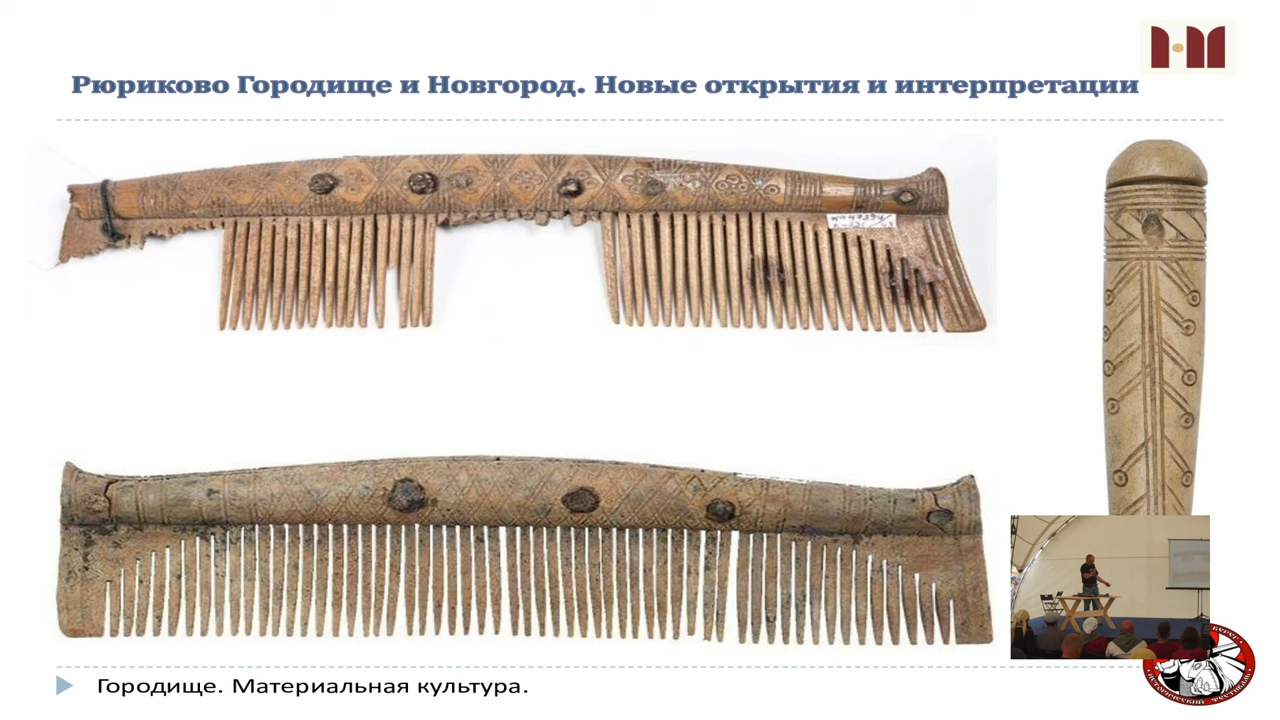 Рюриково Городище и Новгород. Новые открытия и интерпретации
Городище. Материальная культура.